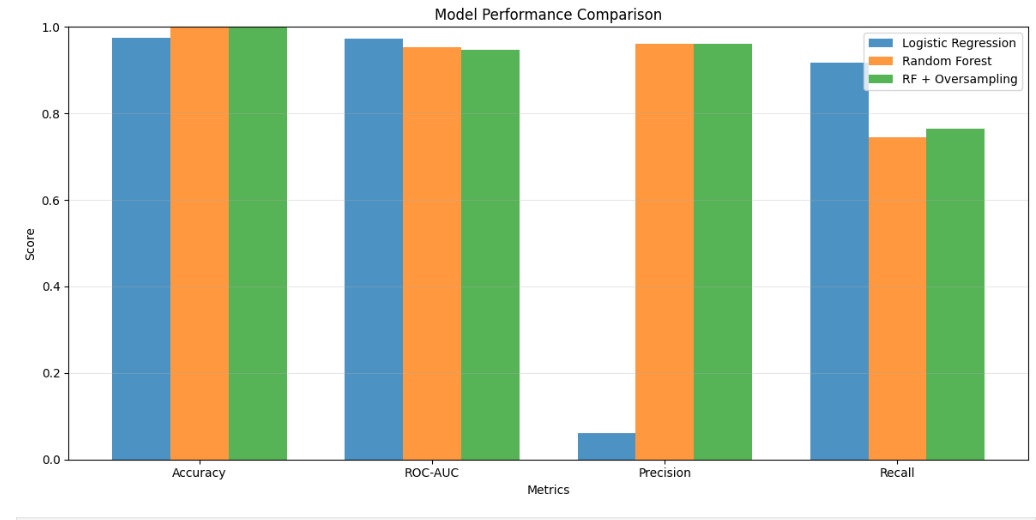 Model Performance Comparison
1.0
0.8
0.6
0.4
0.2
0.0
Score
Logistic Regression
Random Forest
RF + Oversampling
Accuracy
ROC-AUC
Precision
Recall
Metrics